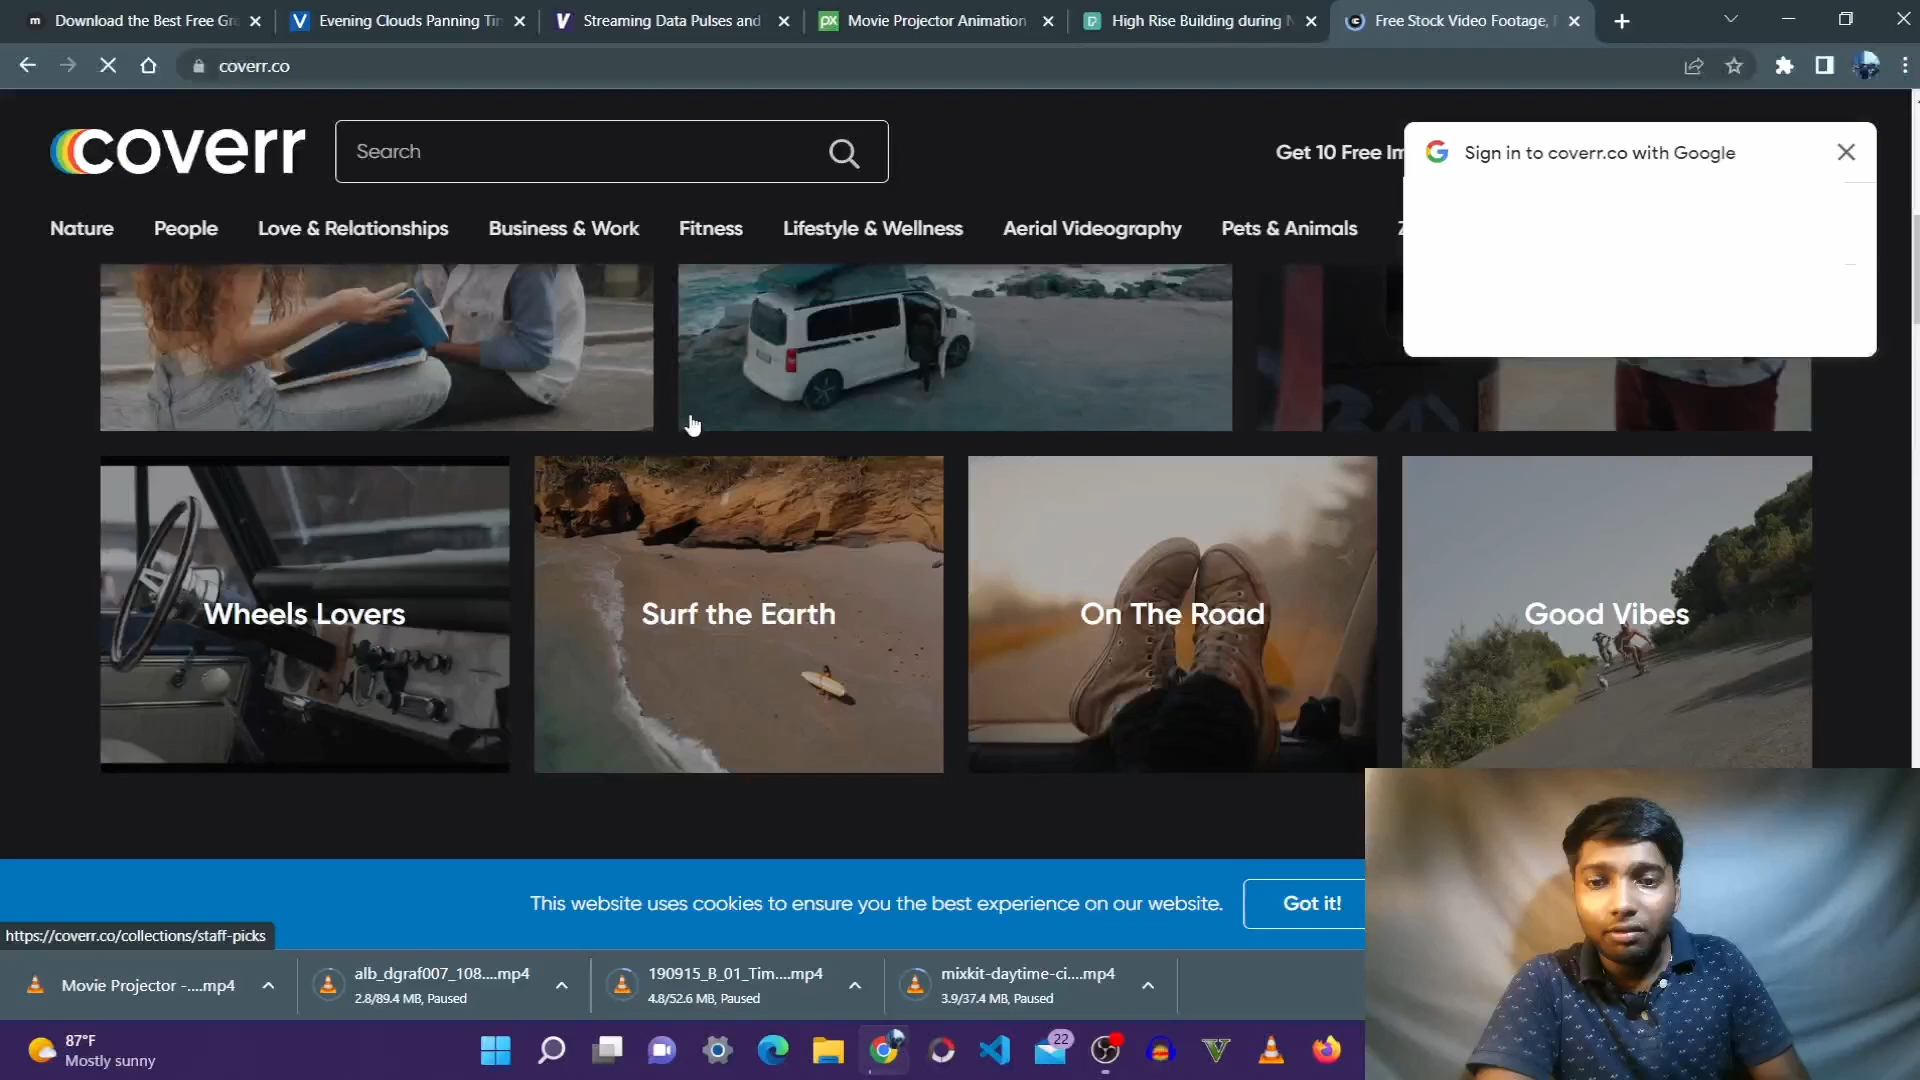 Download the Best Free Gr
Evening Clouds Panning Tim
Streaming Data Pulses and
Movie Projector Animation
High Rise Building during N
Free Stock Video Footage,
coverr.co
coverr
Search
Get 10 Free Im
Sign in to coverr.co with Google
Nature
People
Love & Relationships
Business & Work
Fitness
Lifestyle & Wellness
Aerial Videography
Pets & Animals
Wheels Lovers
Surf the Earth
On The Road
Good Vibes
This website uses cookies to ensure you the best experience on our website.
Got it!
https://coverr.co/collections/staff-picks
Movie Projector -....mp4
alb_dgraf007_108....mp4
2.8/89.4 MB, Paused
190915_B_01_Tim....mp4
4.8/52.6 MB, Paused
mixkit-daytime-ci....mp4
3.9/37.4 MB, Paused
87°F
Mostly sunny
22